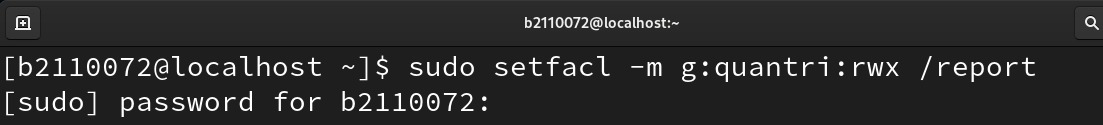 b2110072@localhost:~
[b2110072@localhost ~]$ sudo setfacl -m g:quantri:rwx /report
[sudo] password for b2110072: